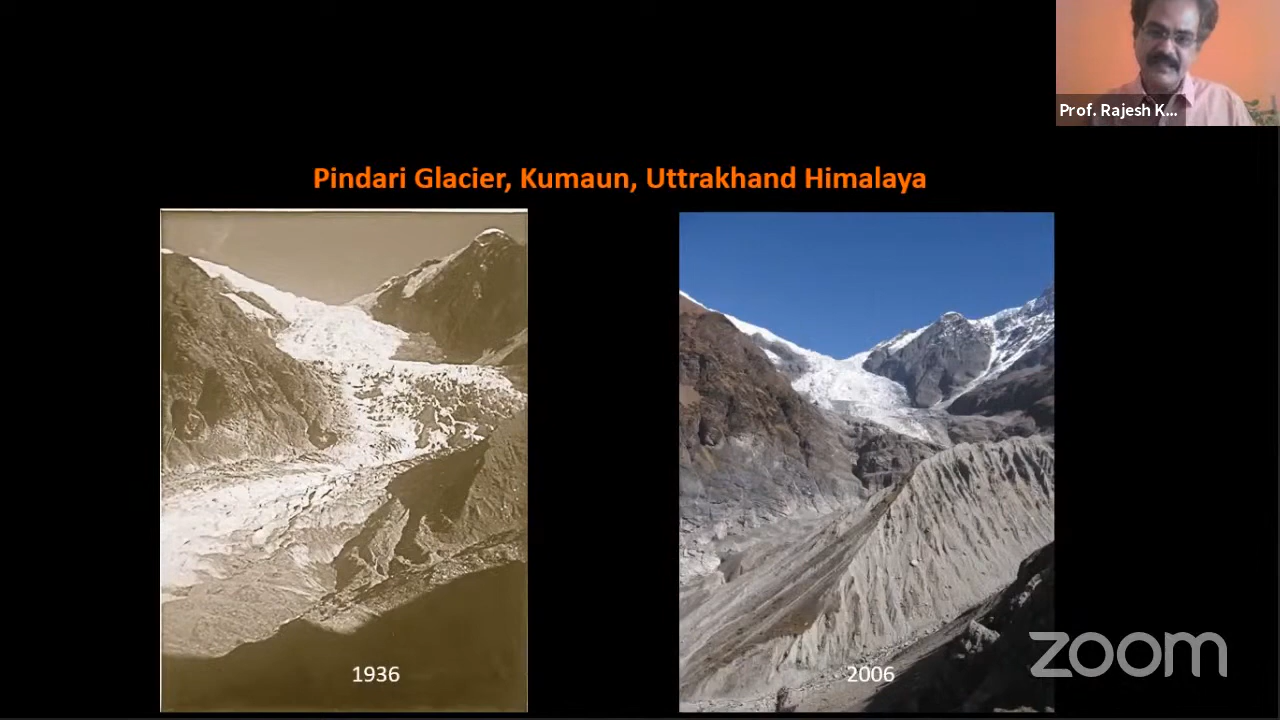 Prof. Rajesh K...
Pindari Glacier, Kumaun, Uttrakhand Himalaya
1936
2006
zoom